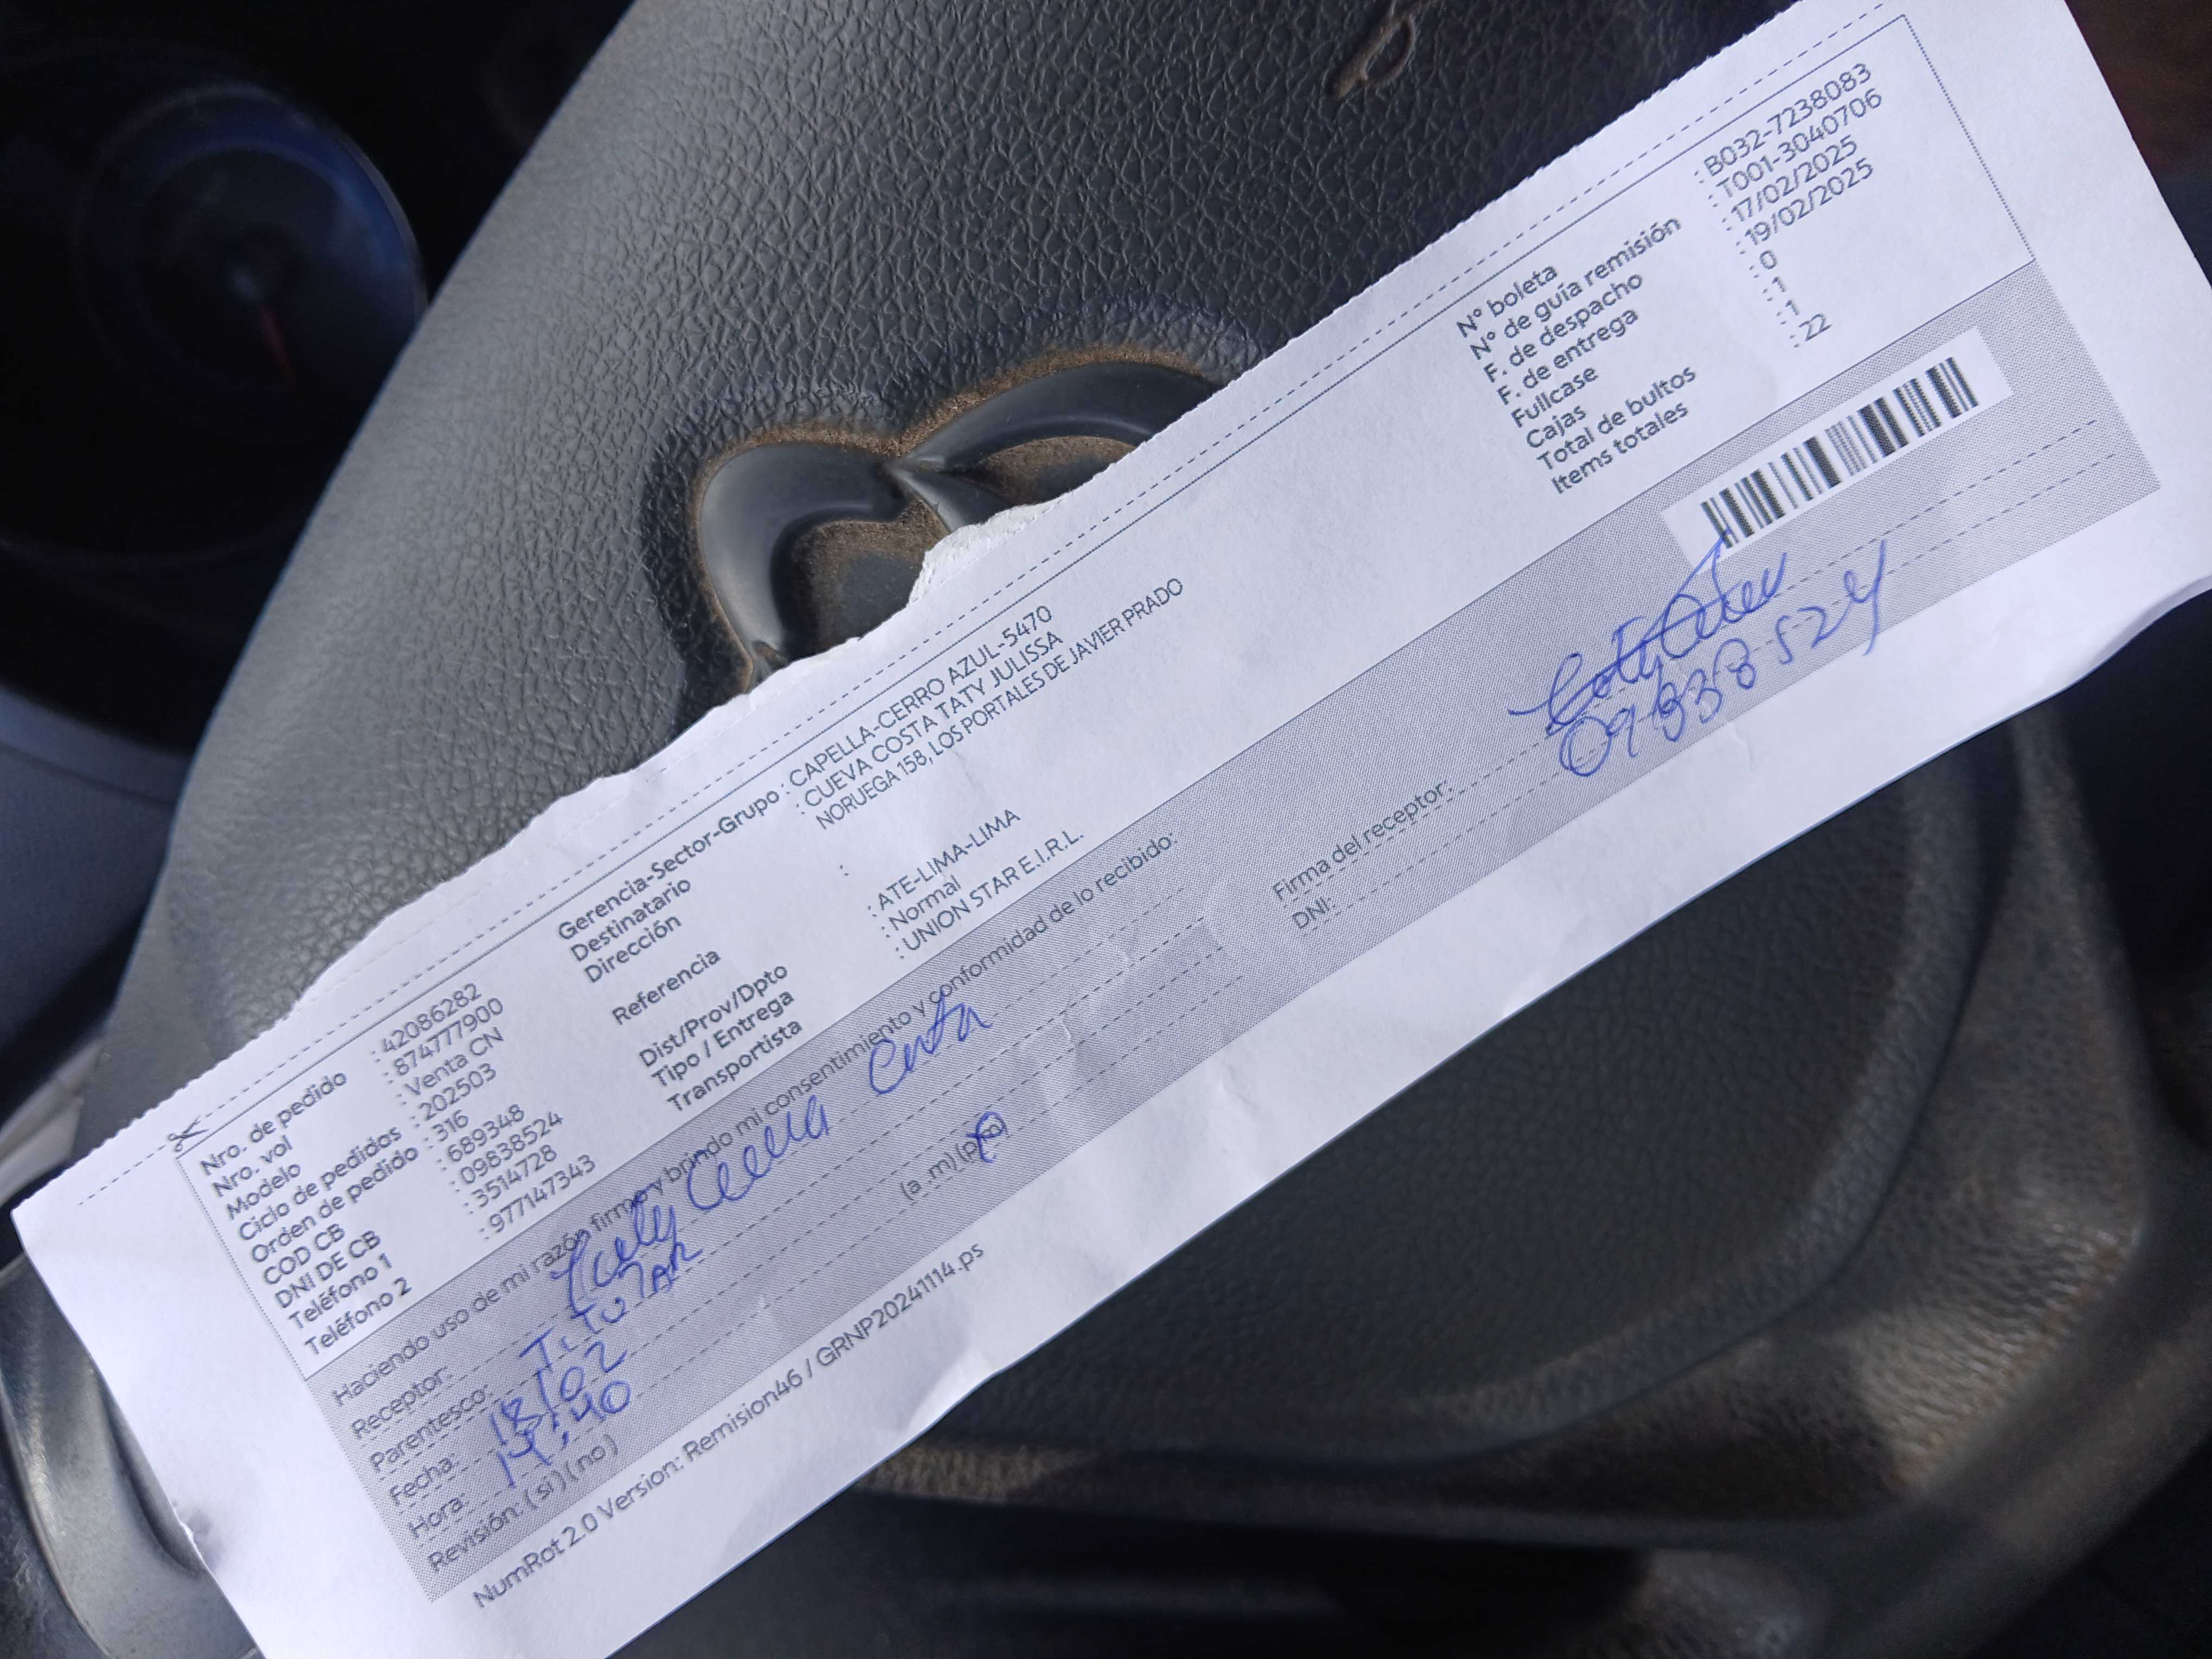 Nro. de pedido : 42086282
Nro. vol : 874777900
Modelo : Venta CN
Ciclo de pedidos : 202503
Orden de pedido : 316
COD CB : 689348
DNI DE CB : 09838524
Teléfono 1 : 3514728
Teléfono 2 : 977147343
Gerencia-Sector-Grupo : CAPELLA-CERRO AZUL-5470
Destinatario : CUEVA COSTA TATY JULISSA
Dirección NORUEGA 158, LOS PORTALES DE JAVIER PRADO
Referencia :
Dist/Prov/Dpto : ATE-LIMA-LIMA
Tipo / Entrega : Normal
Transportista : UNION STAR E.I.R.L.
N° boleta : B032-7238083
N° de guía remisión : T001-3040706
F. de despacho : 17/02/2025
F. de entrega : 19/02/2025
Fullcase : 0
Cajas : 1
Total de bultos : 1
Items totales : 22
Haciendo uso de mi razón firmo y brindo mi consentimiento y conformidad de lo recibido:
Receptor: Taty Cueva Costa
Parentesco: TITULAR
Fecha: 18/02
Hora: 14:40 (a .m) (p.m)
Revisión: ( si ) ( no )
Firma del receptor:
DNI: 09838524
NumRot 2.0 Version: Remision46 / GRNP20241114.ps